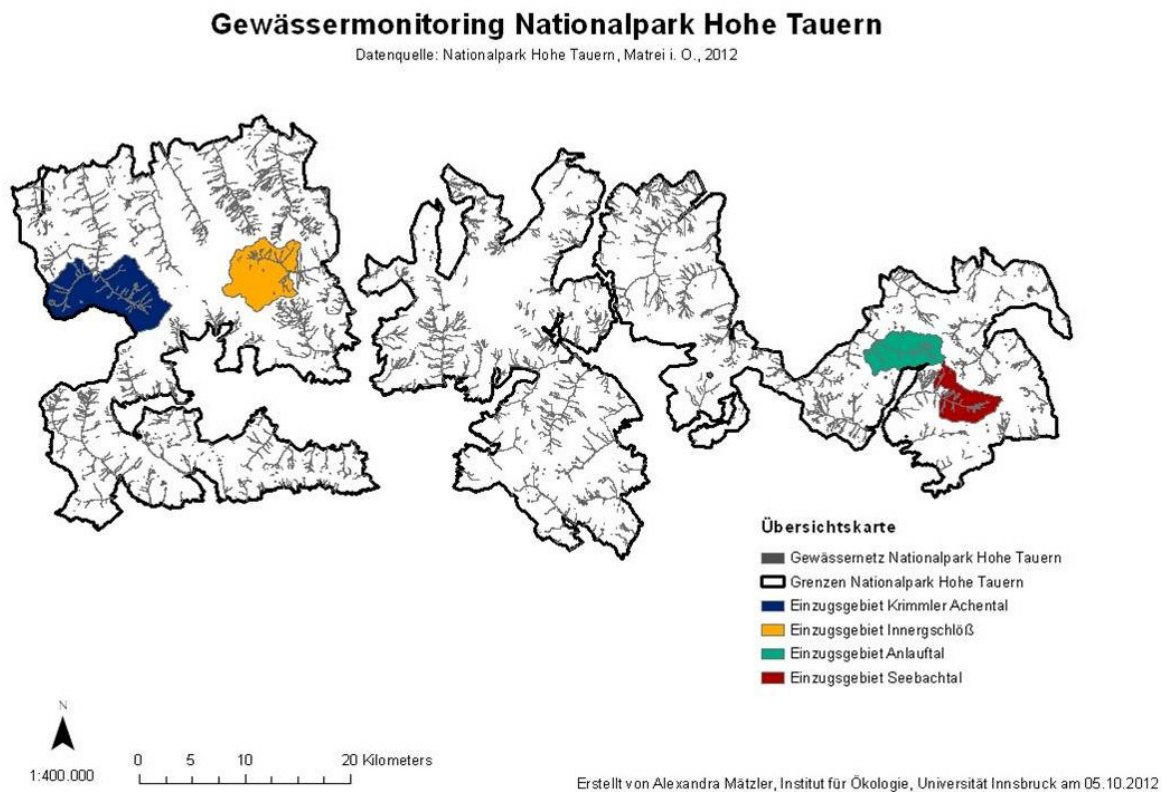 Gewässermonitoring Nationalpark Hohe Tauern
Datenquelle: Nationalpark Hohe Tauern, Matrei i. O., 2012
Übersichtskarte
Gewässernetz Nationalpark Hohe Tauern
Grenzen Nationalpark Hohe Tauern
Einzugsgebiet Krimmler Achental
Einzugsgebiet Innergschlöß
Einzugsgebiet Anlauftal
Einzugsgebiet Seebachtal
N
1:400.000
0 5 10 20 Kilometers
Erstellt von Alexandra Mätzler, Institut für Ökologie, Universität Innsbruck am 05.10.2012